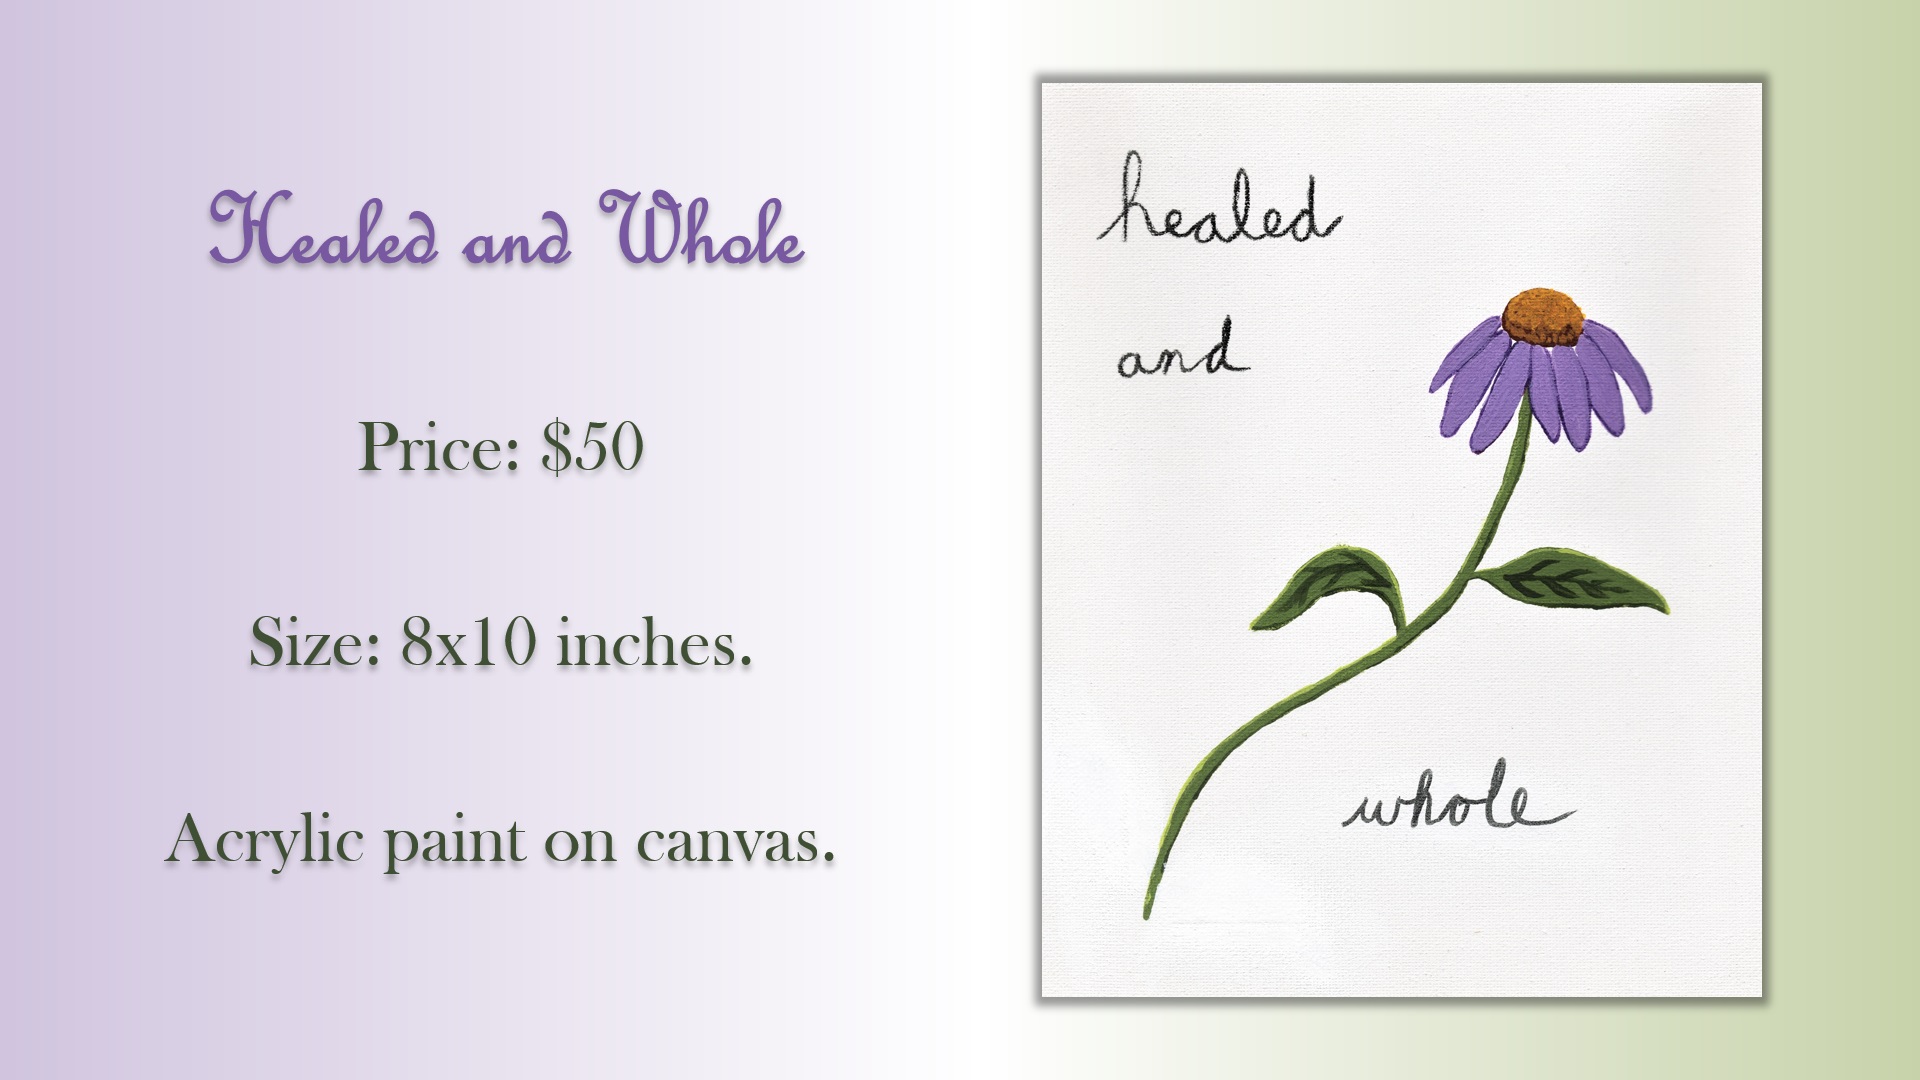 Healed and Whole
Price: $50
Size: 8x10 inches.
Acrylic paint on canvas.
healed
and
whole